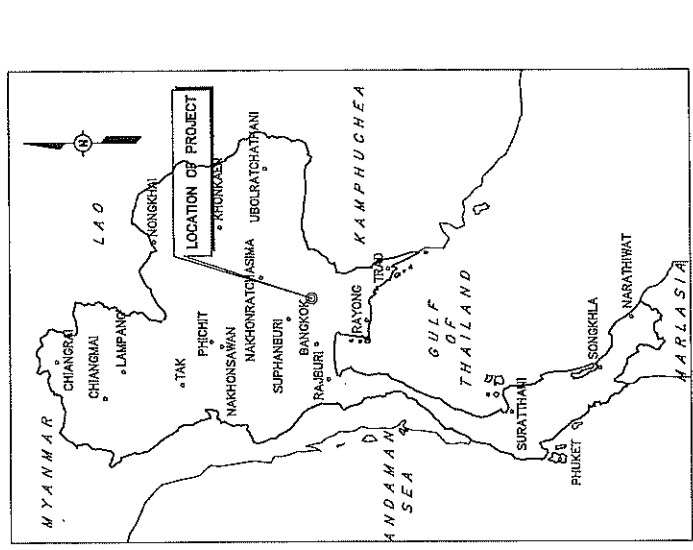 MYANMAR
LAO
CHIANGRAI
CHIANGMAI
LAMPANG
NONGKHAI
LOCATION OF PROJECT
TAK
PHICHIT
KHONKAEN
NAKHONSAWAN
UBOLRATCHATHANI
NAKHONRATCHASIMA
SUPHANBURI
BANGKOK
RAJBURI
KAMPHUCHEA
RAYONG
TRAD
GULF
OF
THAILAND
ANDAMAN
SEA
SURATTHANI
PHUKET
SONGKHLA
NARATHIWAT
MARLASIA
N